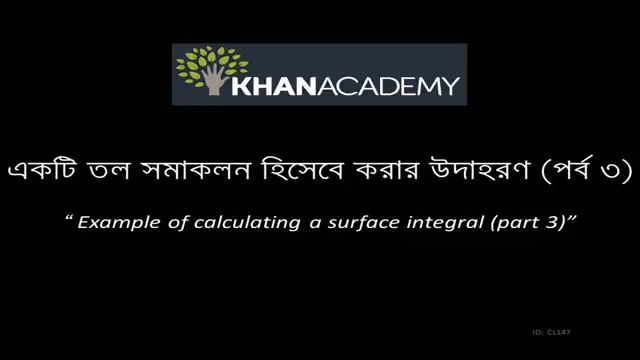 KHANACADEMY
একটি তল সমাকলন হিসেবে করার উদাহরণ (পর্ব ৩)
“ Example of calculating a surface integral (part 3)”
ID: CL147